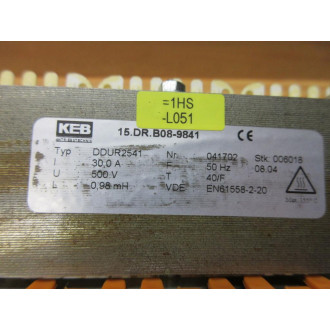 =1HS
-L051
KEB
15.DR.B08-9841 CE
Typ DDUR2541 Nr. 041702 Stk. 006016
I 30,0 A F 50 Hz 08.04
U 500 V T 40/F
L 0,98 mH VDE EN61558-2-20